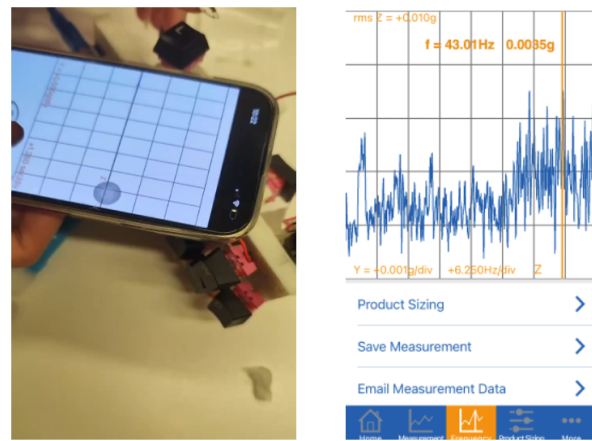 rms Z = +0.010g
f = 43.01Hz 0.0035g
Y = +0.001g/div +6.250Hz/div Z
Product Sizing
Save Measurement
Email Measurement Data
Home Measurement Frequency Product Sizing More